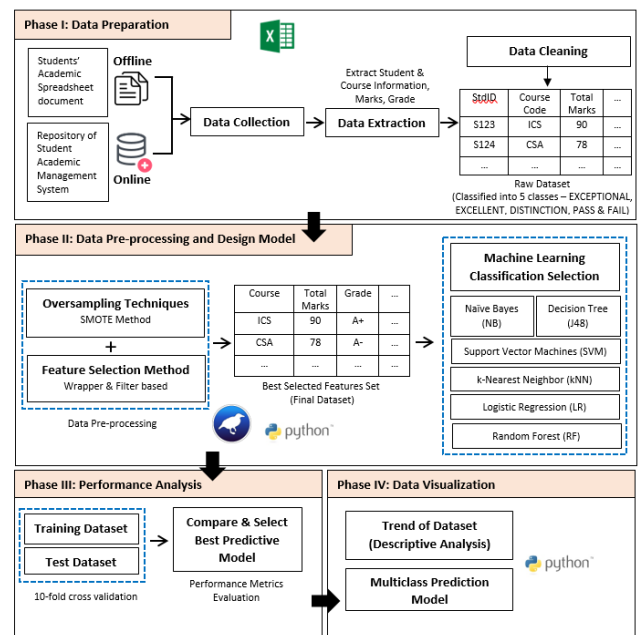 Phase I: Data Preparation
Students'
Academic
Spreadsheet
document
Offline
Repository of
Student
Academic
Management
System
Online
Data Collection
Extract Student &
Course Information,
Marks, Grade
Data Extraction
Data Cleaning
StdID Course Code Total Marks ...
S123 ICS 90 ...
S124 CSA 78 ...
... ... ...
Raw Dataset
(Classified into 5 classes – EXCEPTIONAL,
EXCELLENT, DISTINCTION, PASS & FAIL)
Phase II: Data Pre-processing and Design Model
Oversampling Techniques
SMOTE Method
+
Feature Selection Method
Wrapper & Filter based
Data Pre-processing
Course Total Marks Grade ...
ICS 90 A+ ...
CSA 78 A- ...
... ... ... ...
Best Selected Features Set
(Final Dataset)
python™
Machine Learning
Classification Selection
Naïve Bayes
(NB)
Decision Tree
(J48)
Support Vector Machines (SVM)
k-Nearest Neighbor (kNN)
Logistic Regression (LR)
Random Forest (RF)
Phase III: Performance Analysis
Training Dataset
Test Dataset
10-fold cross validation
Compare & Select
Best Predictive
Model
Performance Metrics
Evaluation
Phase IV: Data Visualization
Trend of Dataset
(Descriptive Analysis)
Multiclass Prediction
Model
python™